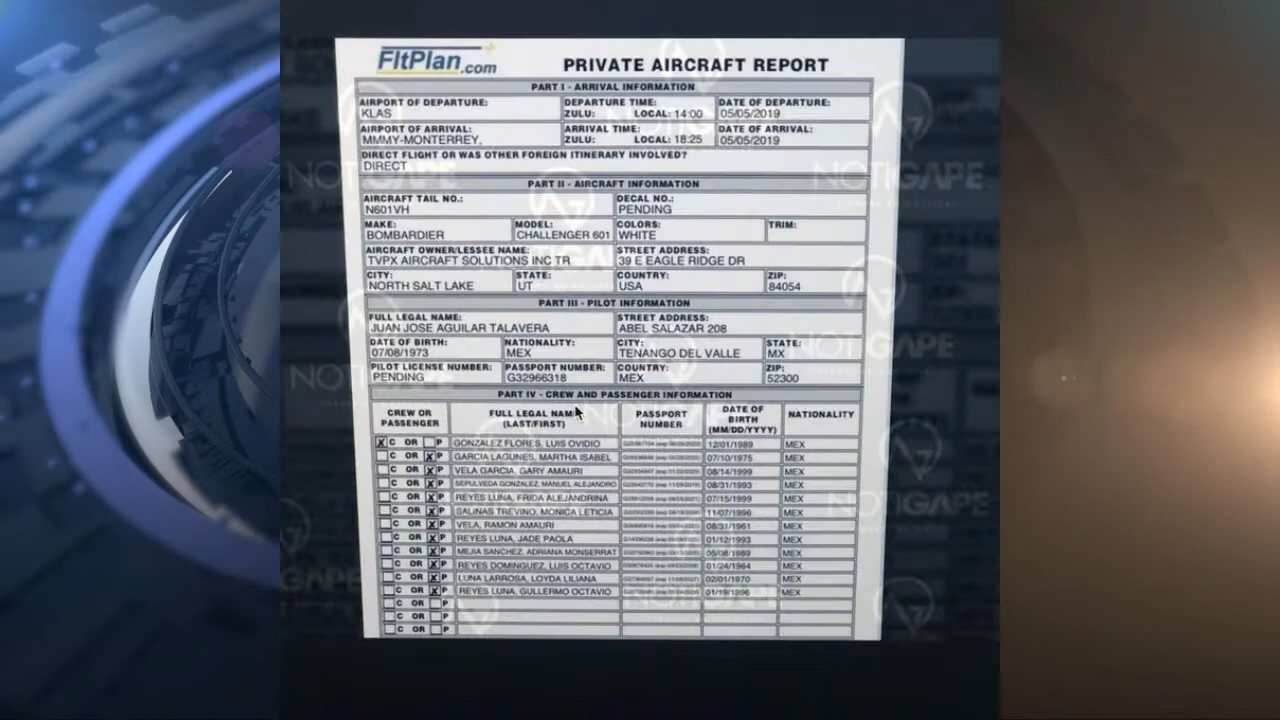 FltPlan.com PRIVATE AIRCRAFT REPORT
PART I - ARRIVAL INFORMATION
AIRPORT OF DEPARTURE: DEPARTURE TIME: DATE OF DEPARTURE:
KLAS ZULU: LOCAL: 14:00 05/05/2019
AIRPORT OF ARRIVAL: ARRIVAL TIME: DATE OF ARRIVAL:
MMMY-MONTERREY, ZULU: LOCAL: 18:25 05/05/2019
DIRECT FLIGHT OR WAS OTHER FOREIGN ITINERARY INVOLVED?
DIRECT
PART II - AIRCRAFT INFORMATION
AIRCRAFT TAIL NO.: DECAL NO.:
N601VH PENDING
MAKE: MODEL: COLORS: TRIM:
BOMBARDIER CHALLENGER 601 WHITE
AIRCRAFT OWNER/LESSEE NAME: STREET ADDRESS:
TVPX AIRCRAFT SOLUTIONS INC TR 39 E EAGLE RIDGE DR
CITY: STATE: COUNTRY: ZIP:
NORTH SALT LAKE UT USA 84054
PART III - PILOT INFORMATION
FULL LEGAL NAME: STREET ADDRESS:
JUAN JOSE AGUILAR TALAVERA ABEL SALAZAR 208
DATE OF BIRTH: NATIONALITY: CITY: STATE:
07/08/1973 MEX TENANGO DEL VALLE MX
PILOT LICENSE NUMBER: PASSPORT NUMBER: COUNTRY: ZIP:
PENDING G32966318 MEX 52300
PART IV - CREW AND PASSENGER INFORMATION
CREW OR PASSENGER FULL LEGAL NAME (LAST/FIRST) PASSPORT NUMBER DATE OF BIRTH (MM/DD/YYYY) NATIONALITY
X C OR P GONZALEZ FLORES, LUIS OVIDIO 12/01/1989 MEX
C OR X P GARCIA LAGUNES, MARTHA ISABEL 07/10/1975 MEX
C OR X P VELA GARCIA, GARY AMAURI 08/14/1999 MEX
C OR X P SEPULVEDA GONZALEZ, MANUEL ALEJANDRO 08/31/1993 MEX
C OR X P REYES LUNA, FRIDA ALEJANDRINA 07/15/1999 MEX
C OR X P SALINAS TREVINO, MONICA LETICIA 11/07/1996 MEX
C OR X P VELA, RAMON AMAURI 08/31/1961 MEX
C OR X P REYES LUNA, JADE PAOLA 01/12/1993 MEX
C OR X P MEJIA SANCHEZ, ADRIANA MONSERRAT 05/08/1989 MEX
C OR X P REYES DOMINGUEZ, LUIS OCTAVIO 01/24/1964 MEX
C OR X P LUNA LARROSA, LOYDA LILIANA 02/01/1970 MEX
C OR X P REYES LUNA, GULLERMO OCTAVIO 01/19/1996 MEX
C OR P
C OR P
C OR P
NOTIGAPE
NOTIGAPE
NOTIGAPE